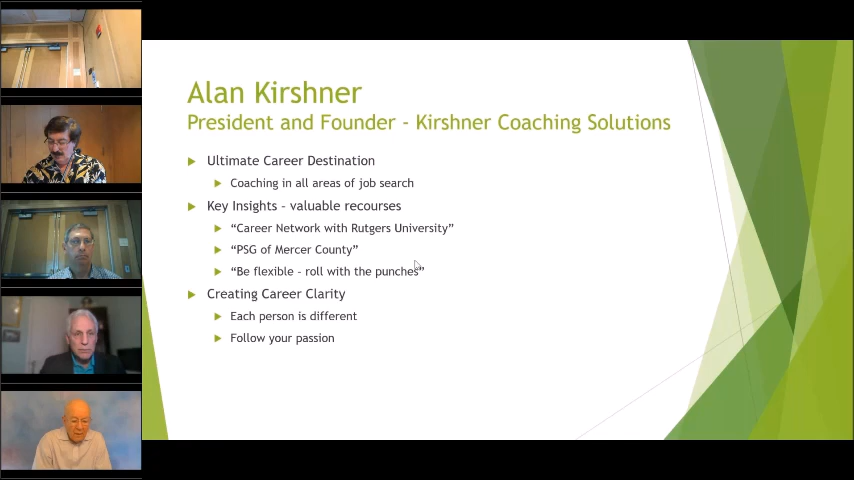 Alan Kirshner
President and Founder - Kirshner Coaching Solutions
Ultimate Career Destination
Coaching in all areas of job search
Key Insights – valuable recourses
“Career Network with Rutgers University”
“PSG of Mercer County”
“Be flexible – roll with the punches”
Creating Career Clarity
Each person is different
Follow your passion